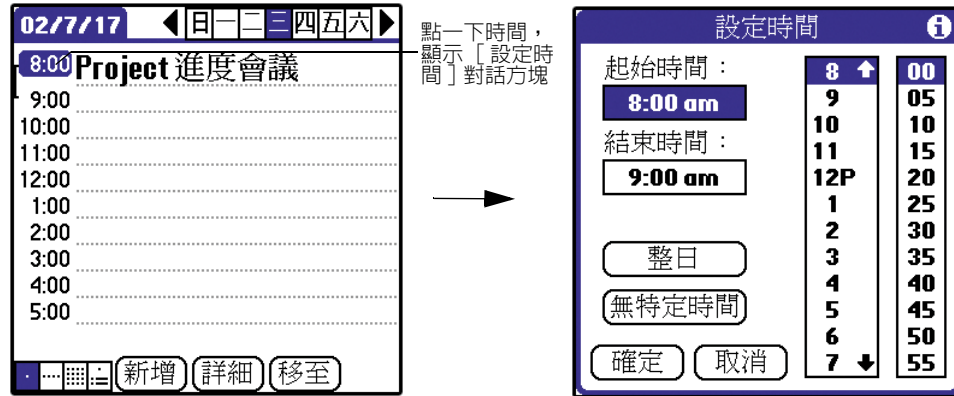 02/7/17 日一二三四五六
8:00 Project 進度會議
9:00
10:00
11:00
12:00
1:00
2:00
3:00
4:00
5:00
新增 詳細 移至
點一下時間，
顯示［設定時
間］對話方塊
設定時間 i
起始時間：
8:00 am
結束時間：
9:00 am
整日
無特定時間
確定 取消
8 00
9 05
10 10
11 15
12P 20
1 25
2 30
3 35
4 40
5 45
6 50
7 55